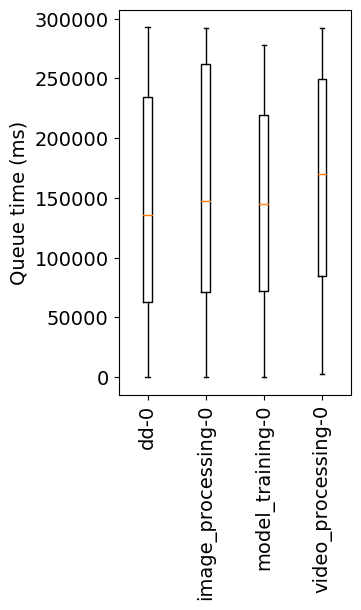 Queue time (ms)
300000
250000
200000
150000
100000
50000
0
dd-0
image_processing-0
model_training-0
video_processing-0